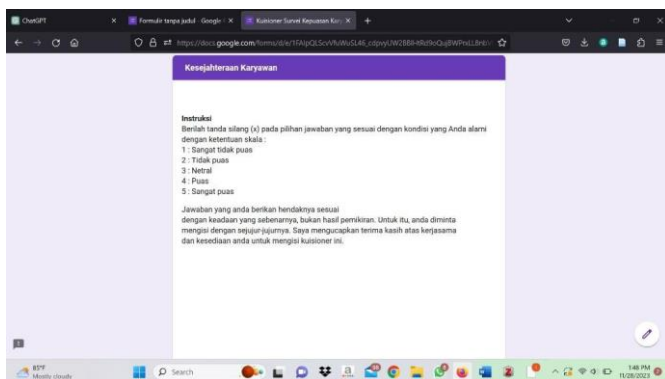 ChatGPT
Formulir tanpa judul - Google
Kuisioner Survei Kepuasan
Kesejahteraan Karyawan
Instruksi
Berilah tanda silang (x) pada pilihan jawaban yang sesuai dengan kondisi yang Anda alami
dengan ketentuan skala :
1 : Sangat tidak puas
2 : Tidak puas
3 : Netral
4 : Puas
5 : Sangat puas
Jawaban yang anda berikan hendaknya sesuai
dengan keadaan yang sebenarnya, bukan hasil pemikiran. Untuk itu, anda diminta
mengisi dengan sejujur-jujurnya. Saya mengucapkan terima kasih atas kerjasama
dan kesediaan anda untuk mengisi kuisioner ini.
85°F
Mostly cloudy
Search
1:48 PM
11/28/2023